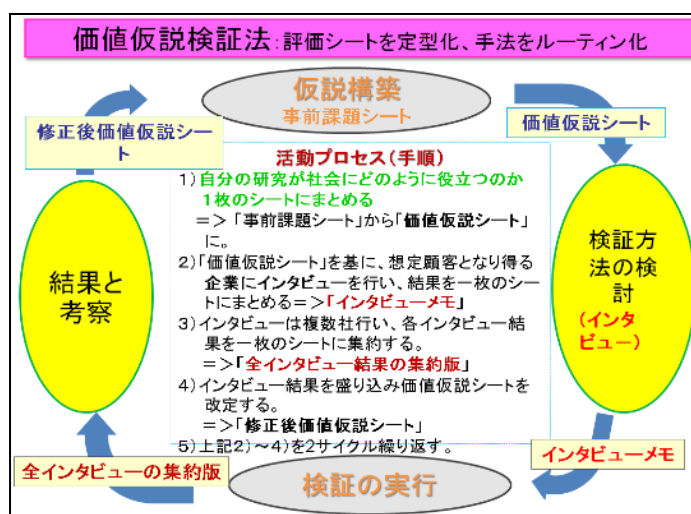 価値仮説検証法:評価シートを定型化、手法をルーティン化
仮説構築
事前課題シート
修正後価値仮説シー
ト
価値仮説シート
活動プロセス(手順)
1)自分の研究が社会にどのように役立つのか
1枚のシートにまとめる
=>「事前課題シート」から「価値仮説シート」
に。
2)「価値仮説シート」を基に、想定顧客となり得る
企業にインタビューを行い、結果を一枚のシー
トにまとめる=>「インタビューメモ」
3)インタビューは複数社行い、各インタビュー結
果を一枚のシートに集約する。
=>「全インタビュー結果の集約版」
4)インタビュー結果を盛り込み価値仮説シートを
改定する。
=>「修正後価値仮説シート」
5)上記2)~4)を2サイクル繰り返す。
結果と
考察
検証方
法の検
討
(インタ
ビュー)
全インタビューの集約版
インタビューメモ
検証の実行